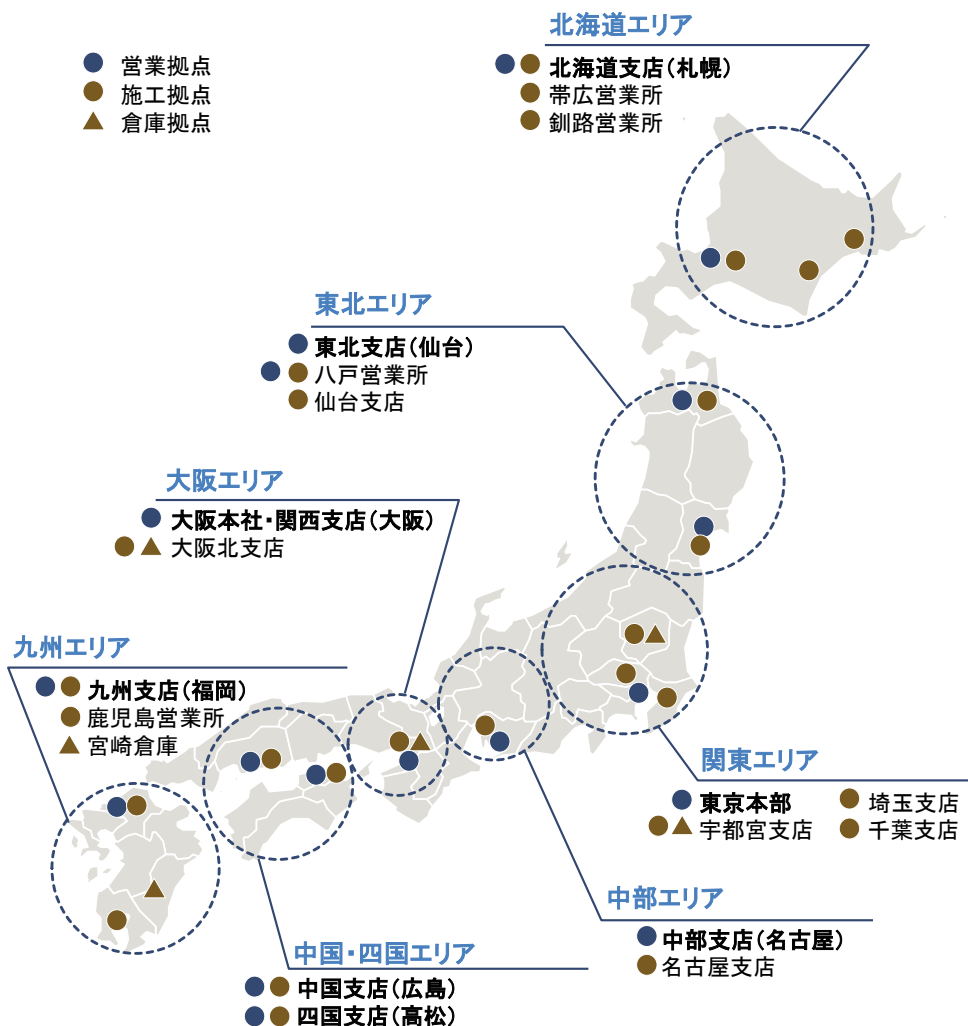 営業拠点
施工拠点
倉庫拠点
北海道エリア
北海道支店（札幌）
帯広営業所
釧路営業所
東北エリア
東北支店（仙台）
八戸営業所
仙台支店
大阪エリア
大阪本社・関西支店（大阪）
大阪北支店
九州エリア
九州支店（福岡）
鹿児島営業所
宮崎倉庫
関東エリア
東京本部 埼玉支店
宇都宮支店 千葉支店
中部エリア
中部支店（名古屋）
名古屋支店
中国・四国エリア
中国支店（広島）
四国支店（高松）